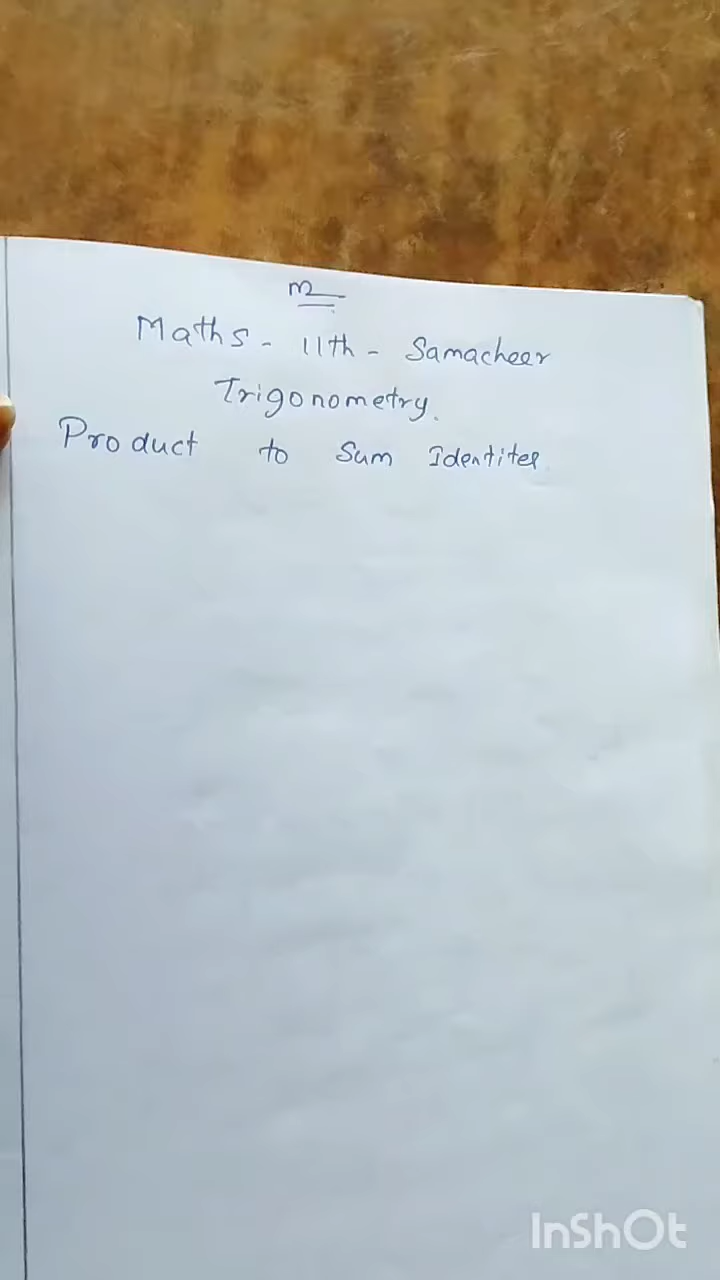 Maths - 11th - Samacheer
Trigonometry.
Product to Sum Identites
InShOt